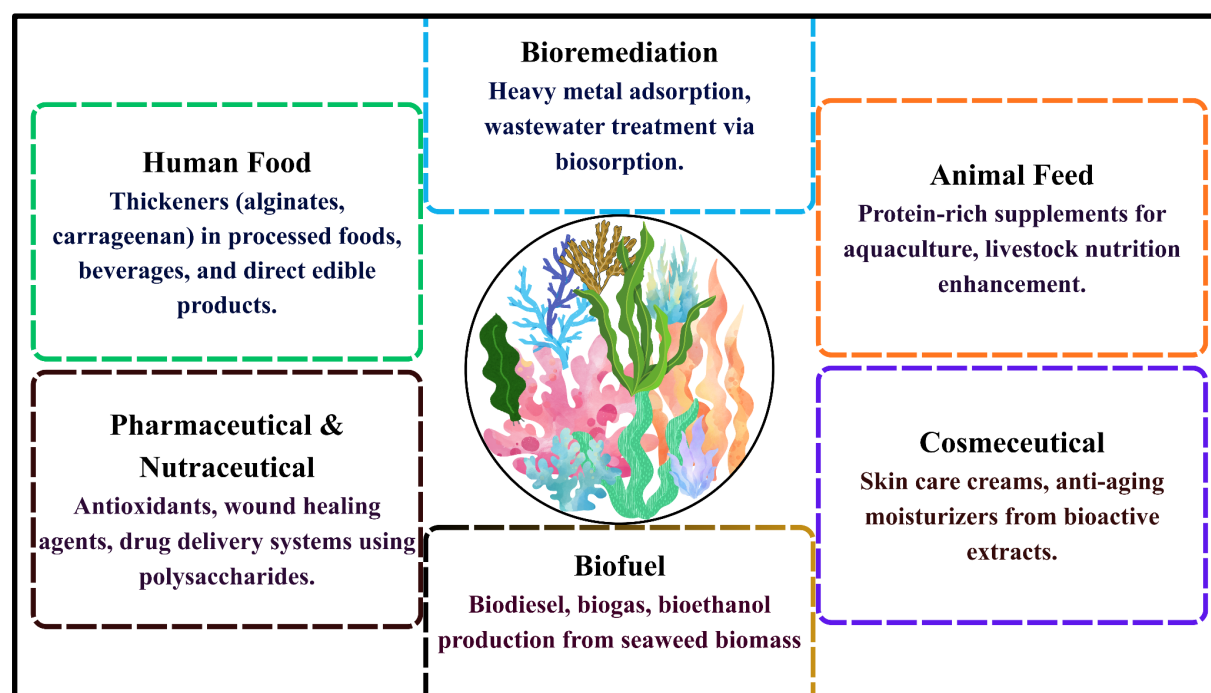 Bioremediation
Heavy metal adsorption,
wastewater treatment via
biosorption.
Human Food
Thickeners (alginates,
carrageenan) in processed foods,
beverages, and direct edible
products.
Animal Feed
Protein-rich supplements for
aquaculture, livestock nutrition
enhancement.
Pharmaceutical &
Nutraceutical
Antioxidants, wound healing
agents, drug delivery systems using
polysaccharides.
Cosmeceutical
Skin care creams, anti-aging
moisturizers from bioactive
extracts.
Biofuel
Biodiesel, biogas, bioethanol
production from seaweed biomass